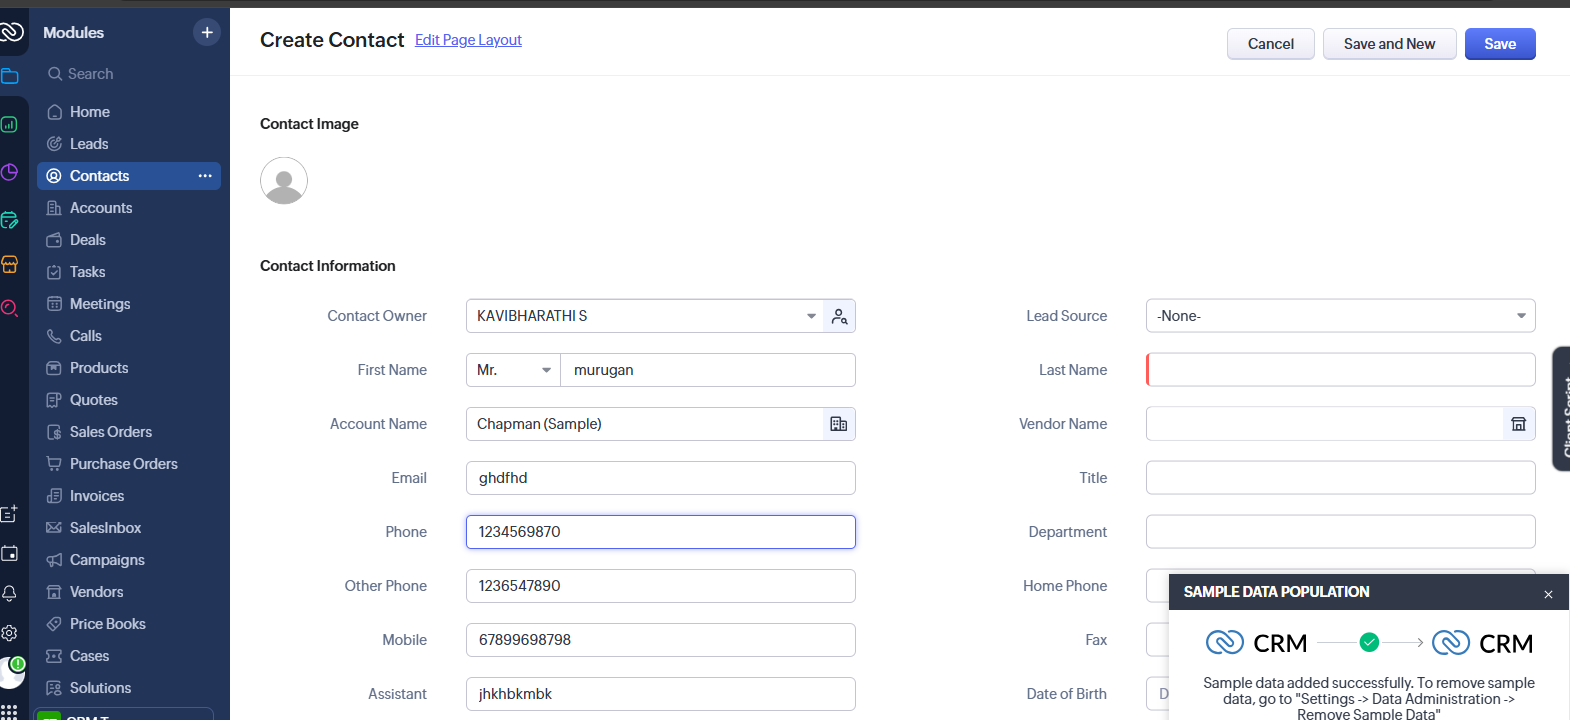 Modules
+
Search
Home
Leads
Contacts
Accounts
Deals
Tasks
Meetings
Calls
Products
Quotes
Sales Orders
Purchase Orders
Invoices
SalesInbox
Campaigns
Vendors
Price Books
Cases
Solutions
Create Contact Edit Page Layout
Cancel Save and New Save
Contact Image
Contact Information
Contact Owner KAVIBHARATHI S Lead Source -None-
First Name Mr. murugan Last Name
Account Name Chapman (Sample) Vendor Name
Email ghdfhd Title
Phone 1234569870 Department
Other Phone 1236547890 Home Phone
Mobile 67899698798 Fax
Assistant jhkhbkmbk Date of Birth D
Client Script
SAMPLE DATA POPULATION ×
CRM CRM
Sample data added successfully. To remove sample
data, go to "Settings -> Data Administration ->
Remove Sample Data"